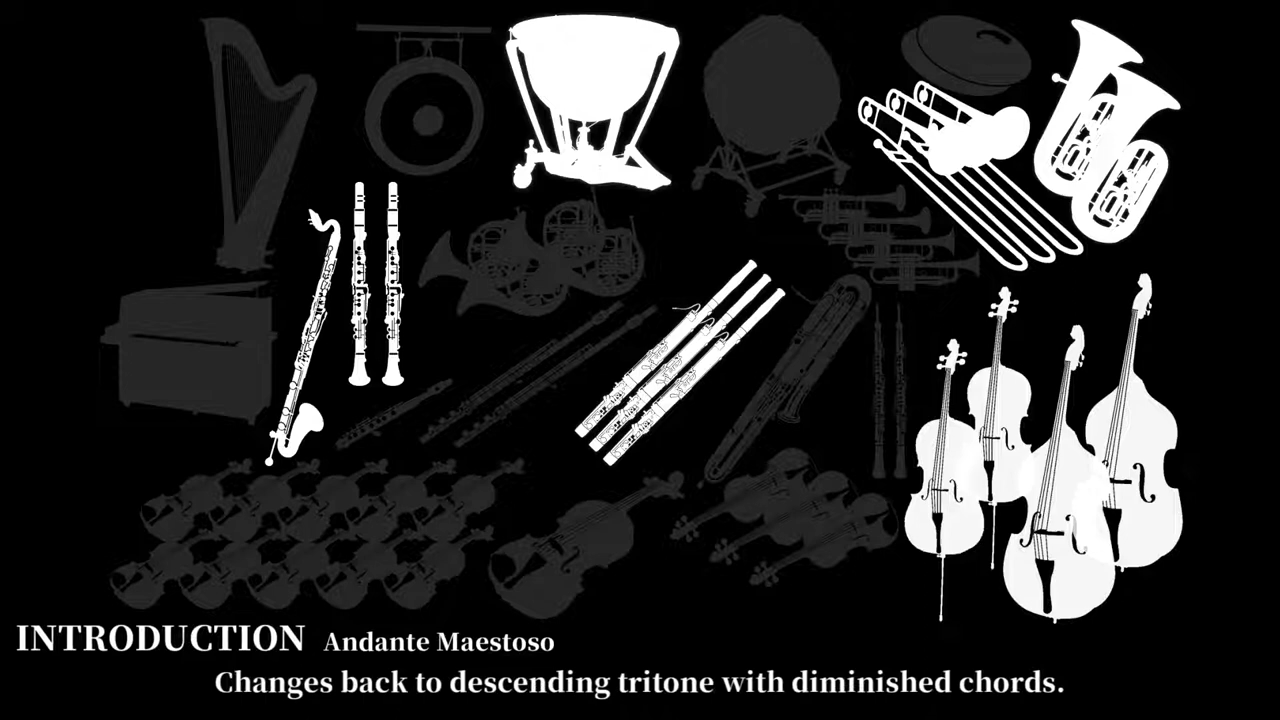 INTRODUCTION Andante Maestoso
Changes back to descending tritone with diminished chords.